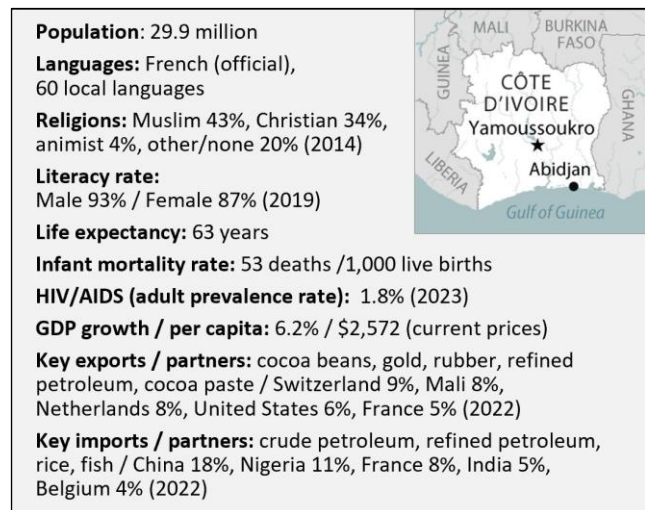 Population: 29.9 million
Languages: French (official),
60 local languages
Religions: Muslim 43%, Christian 34%,
animist 4%, other/none 20% (2014)
Literacy rate:
Male 93% / Female 87% (2019)
Life expectancy: 63 years
Infant mortality rate: 53 deaths /1,000 live births
HIV/AIDS (adult prevalence rate): 1.8% (2023)
GDP growth / per capita: 6.2% / $2,572 (current prices)
Key exports / partners: cocoa beans, gold, rubber, refined
petroleum, cocoa paste / Switzerland 9%, Mali 8%,
Netherlands 8%, United States 6%, France 5% (2022)
Key imports / partners: crude petroleum, refined petroleum,
rice, fish / China 18%, Nigeria 11%, France 8%, India 5%,
Belgium 4% (2022)
MALI
BURKINA
FASO
GUINEA
CÔTE
D'IVOIRE
GHANA
Yamoussoukro
LIBERIA
Abidjan
Gulf of Guinea